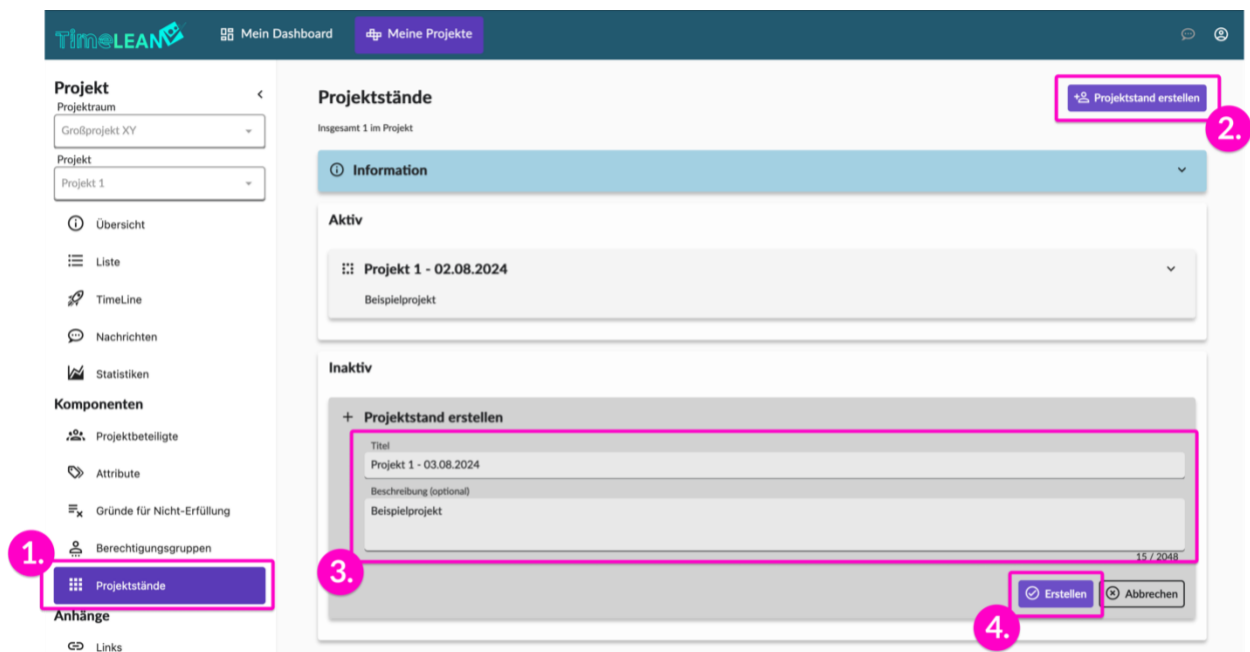 TimeLEAN
Mein Dashboard
Meine Projekte
Projekt
Projektraum
Großprojekt XY
Projekt
Projekt 1
Übersicht
Liste
TimeLine
Nachrichten
Statistiken
Komponenten
Projektbeteiligte
Attribute
Gründe für Nicht-Erfüllung
Berechtigungsgruppen
1.
Projektstände
Anhänge
Links
Projektstände
Projektstand erstellen
2.
Insgesamt 1 im Projekt
Information
Aktiv
Projekt 1 - 02.08.2024
Beispielprojekt
Inaktiv
Projektstand erstellen
Titel
Projekt 1 - 03.08.2024
Beschreibung (optional)
Beispielprojekt
15 / 2048
3.
Erstellen
Abbrechen
4.